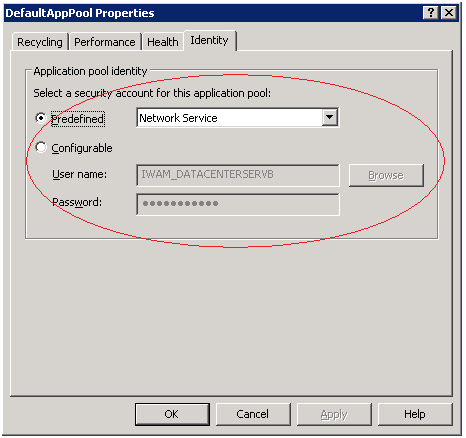 DefaultAppPool Properties
?
Recycling Performance Health Identity
Application pool identity
Select a security account for this application pool:
Predefined Network Service
Configurable
User name: IWAM_DATACENTERSERVB Browse
Password: ●●●●●●●●●●●
OK Cancel Apply Help